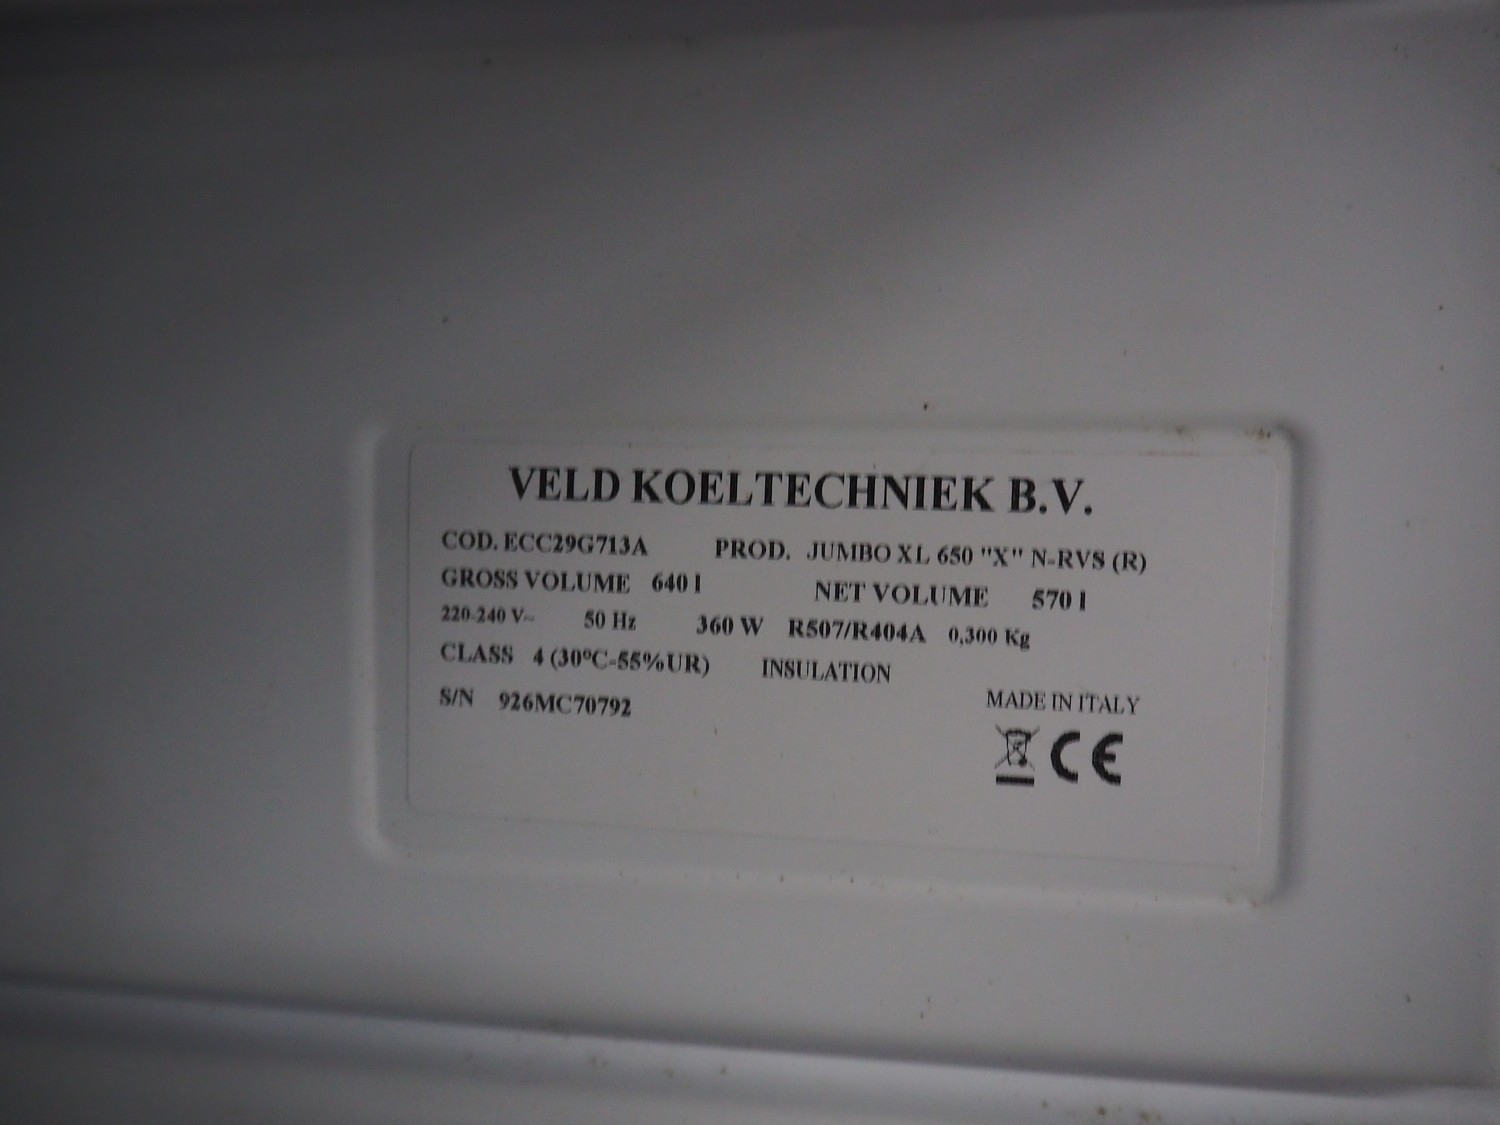 VELD KOELTECHNIEK B.V.
COD. ECC29G713A PROD. JUMBO XL 650 "X" N-RVS (R)
GROSS VOLUME 640 l NET VOLUME 570 l
220-240 V~ 50 Hz 360 W R507/R404A 0,300 Kg
CLASS 4 (30°C-55%UR) INSULATION
S/N 926MC70792
MADE IN ITALY
CE